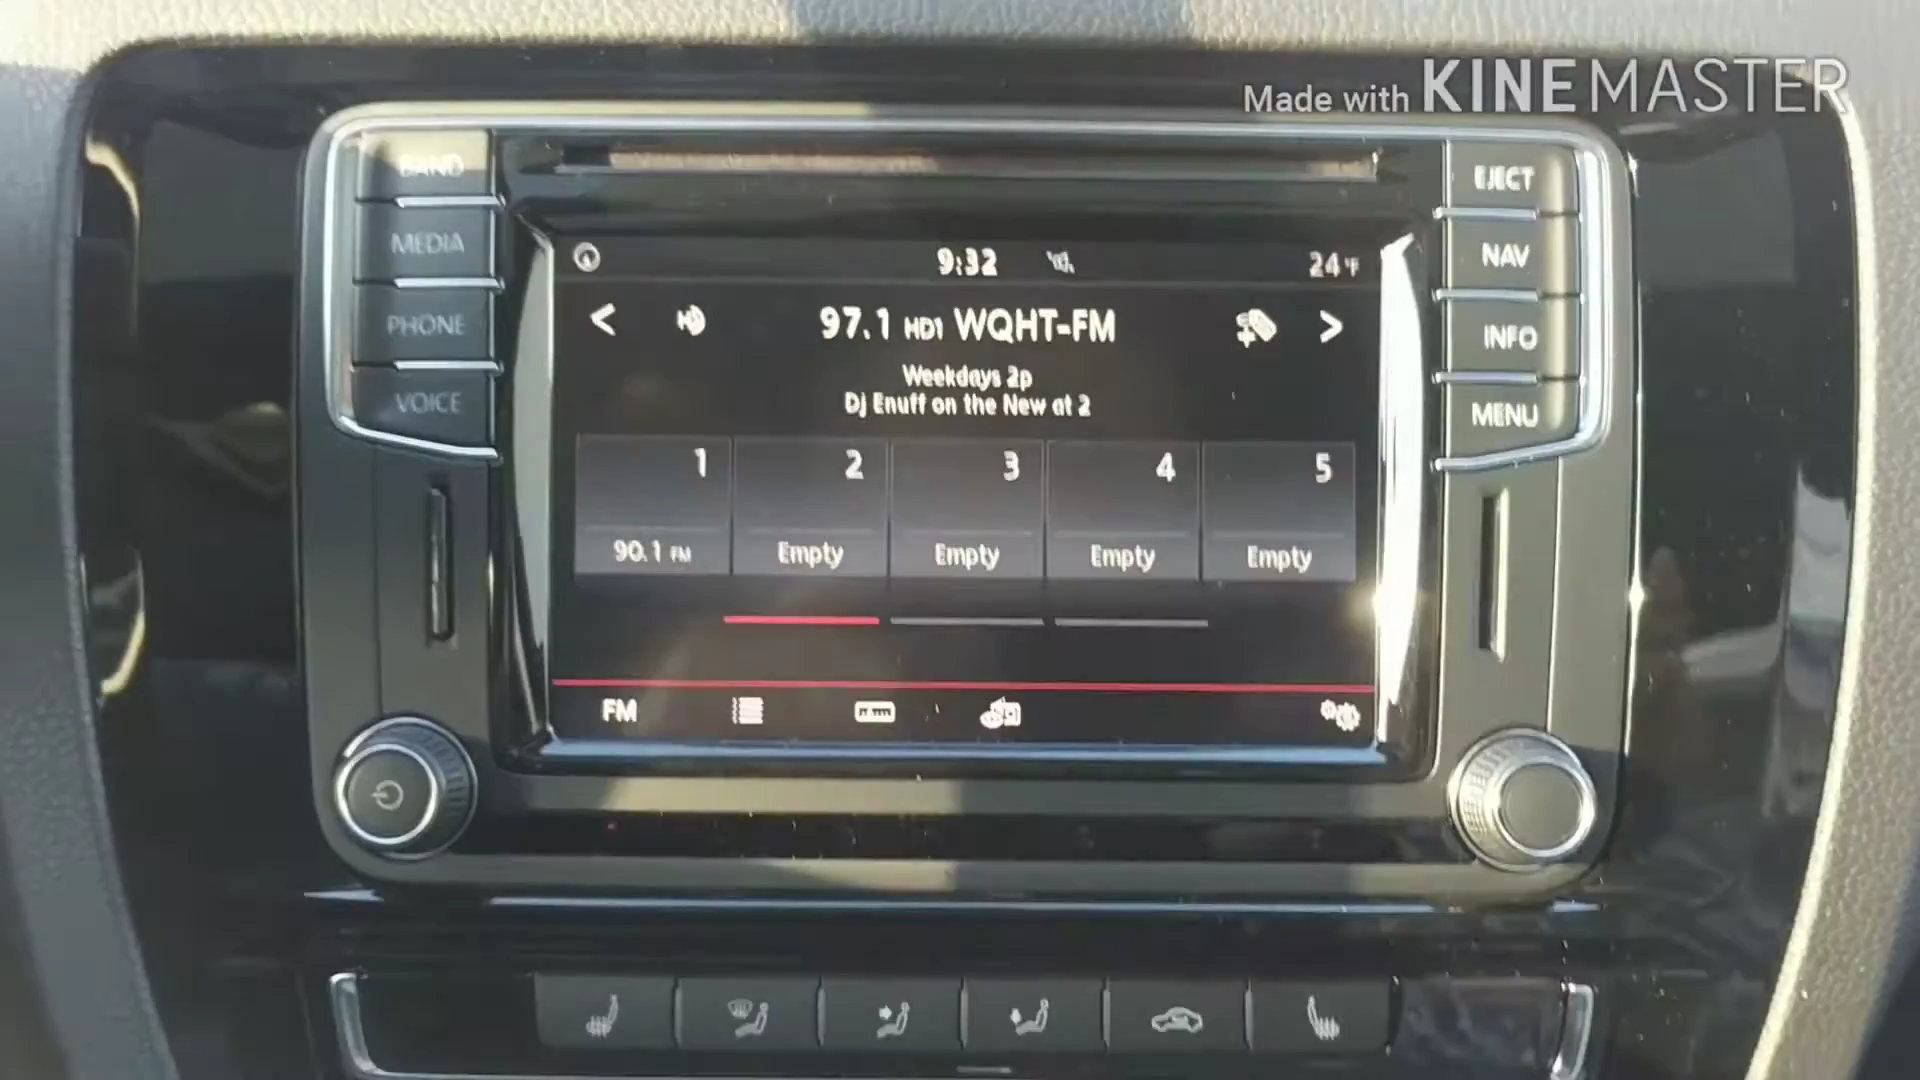 Made with KINEMASTER
BAND
MEDIA
PHONE
VOICE
EJECT
NAV
INFO
MENU
9:32
24°F
97.1 HD1 WQHT-FM
Weekdays 2p
Dj Enuff on the New at 2
1
2
3
4
5
90.1 FM
Empty
Empty
Empty
Empty
FM